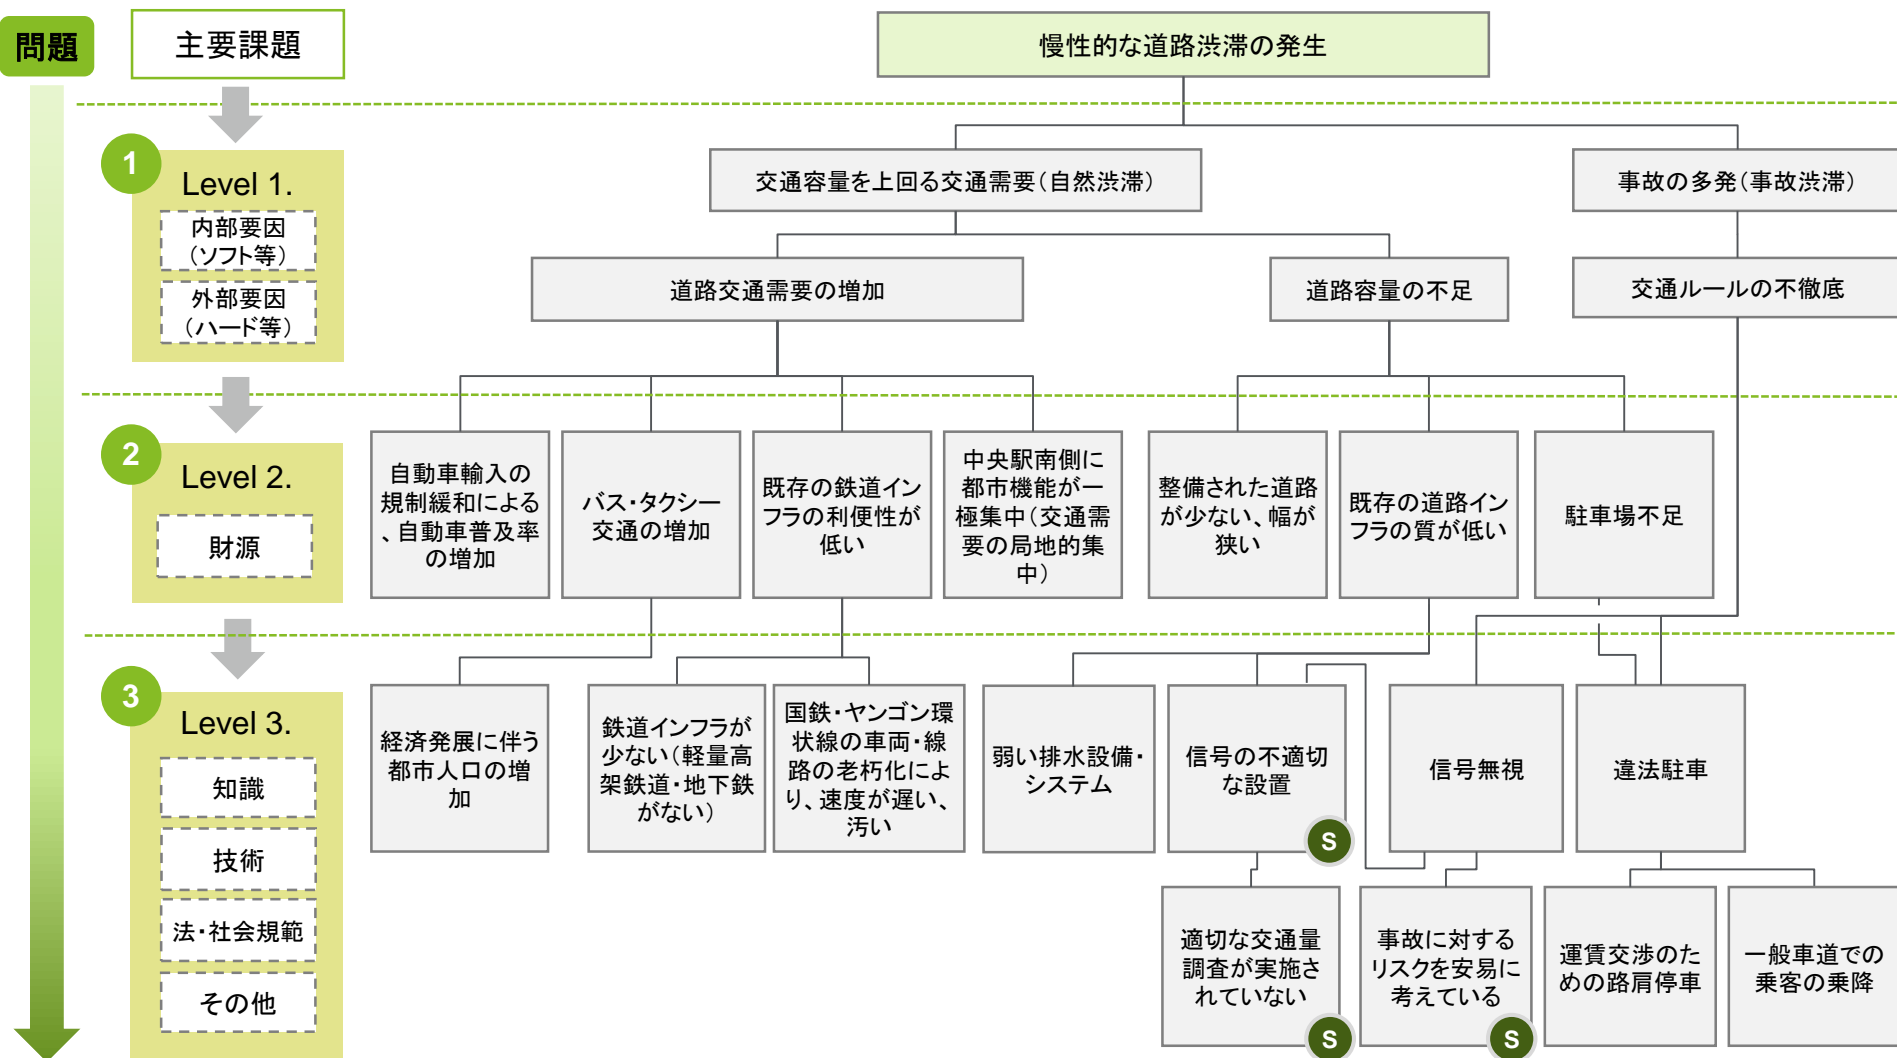 問題
主要課題
慢性的な道路渋滞の発生
1
Level 1.
内部要因
（ソフト等）
外部要因
（ハード等）
交通容量を上回る交通需要（自然渋滞）
事故の多発（事故渋滞）
道路交通需要の増加
道路容量の不足
交通ルールの不徹底
2
Level 2.
財源
自動車輸入の
規制緩和による
、自動車普及率
の増加
バス・タクシー
交通の増加
既存の鉄道イン
フラの利便性が
低い
中央駅南側に
都市機能が一
極集中（交通需
要の局地的集
中）
整備された道路
が少ない、幅が
狭い
既存の道路イン
フラの質が低い
駐車場不足
3
Level 3.
知識
技術
法・社会規範
その他
経済発展に伴う
都市人口の増
加
鉄道インフラが
少ない（軽量高
架鉄道・地下鉄
がない）
国鉄・ヤンゴン環
状線の車両・線
路の老朽化によ
り、速度が遅い、
汚い
弱い排水設備・
システム
信号の不適切
な設置
S
信号無視
違法駐車
適切な交通量
調査が実施さ
れていない
S
事故に対する
リスクを安易に
考えている
S
運賃交渉のた
めの路肩停車
一般車道での
乗客の乗降